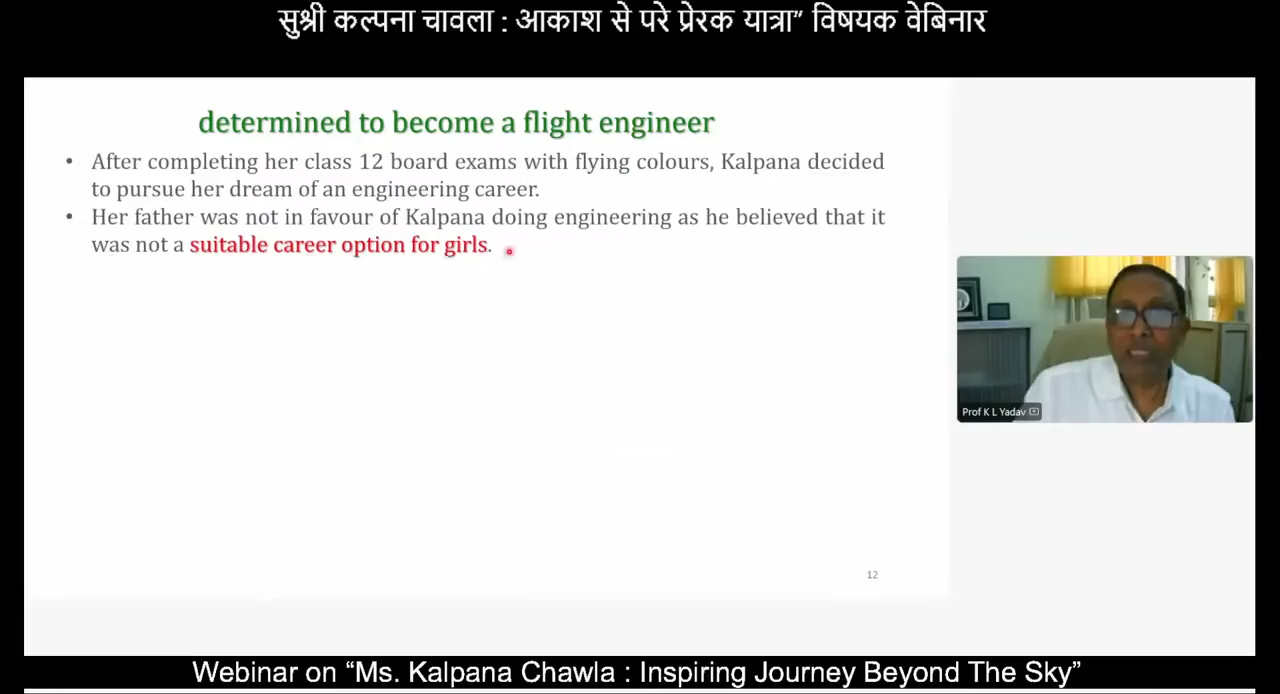 सुश्री कल्पना चावला : आकाश से परे प्रेरक यात्रा” विषयक वेबिनार
determined to become a flight engineer
• After completing her class 12 board exams with flying colours, Kalpana decided
to pursue her dream of an engineering career.
• Her father was not in favour of Kalpana doing engineering as he believed that it
was not a suitable career option for girls.
Prof K L Yadav
12
Webinar on “Ms. Kalpana Chawla : Inspiring Journey Beyond The Sky”